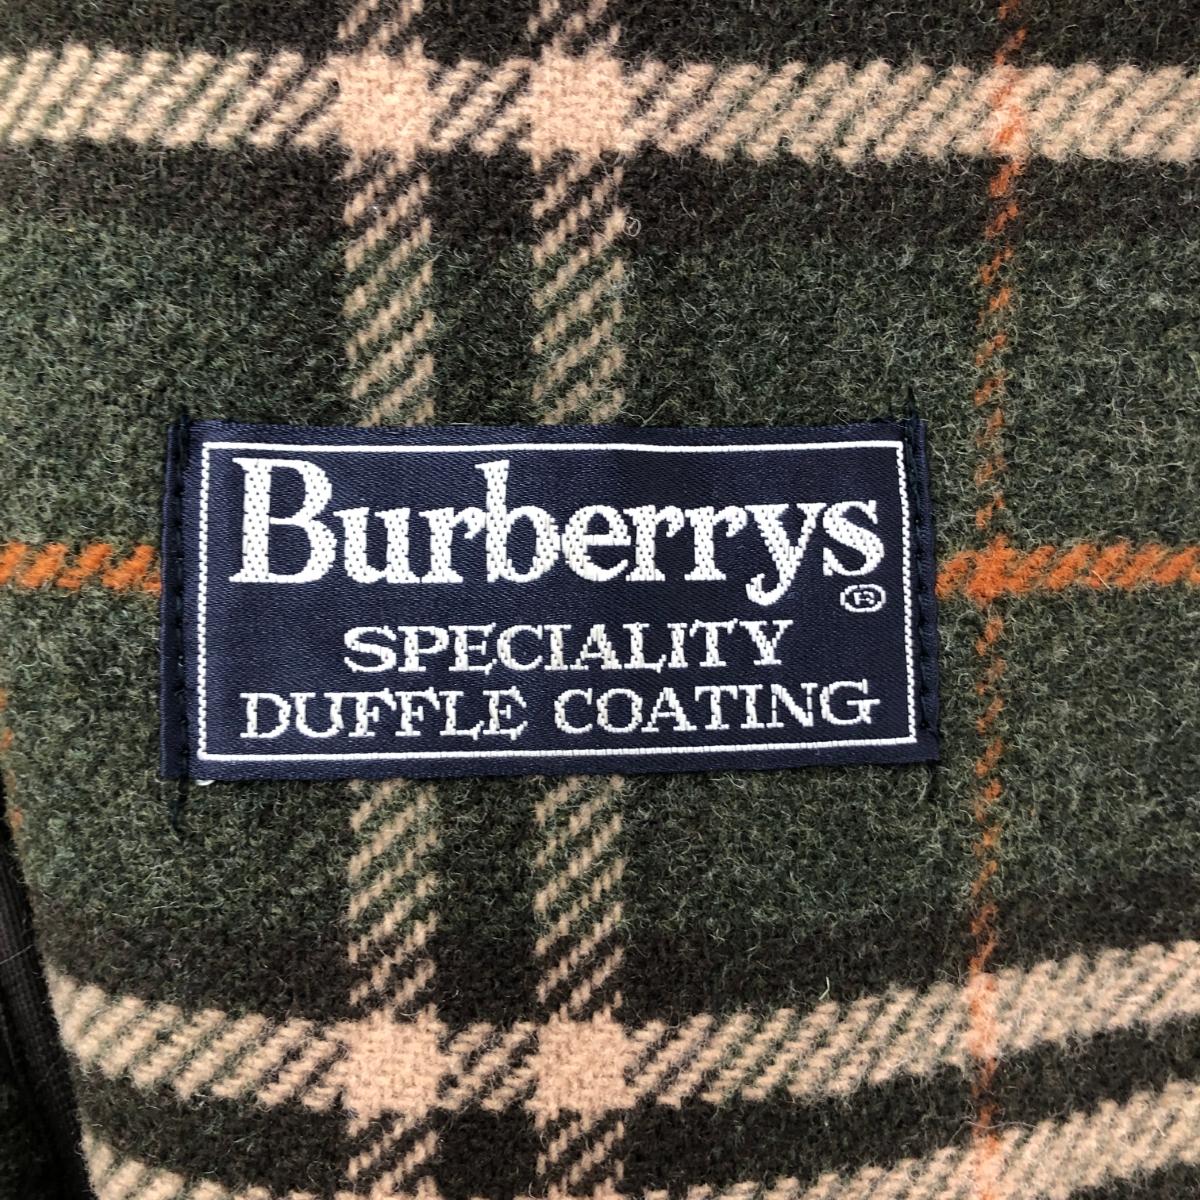 Burberrys®
SPECIALITY
DUFFLE COATING